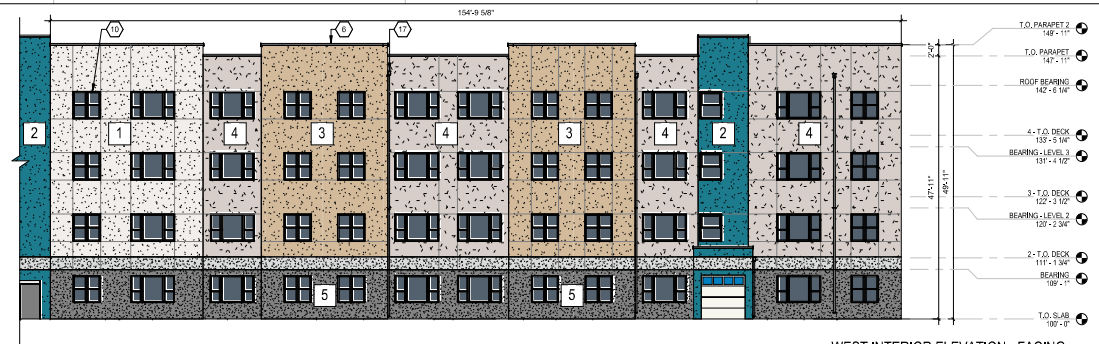 154'-9 5/8"
10
6
17
T.O. PARAPET 2
149' - 11"
T.O. PARAPET
147' - 11"
2'-0"
ROOF BEARING
142' - 6 1/4"
2
1
4
3
4
3
4
2
4
4 - T.O. DECK
133' - 5 1/4"
BEARING - LEVEL 3
131' - 4 1/2"
47'-11"
49'-11"
3 - T.O. DECK
122' - 3 1/2"
BEARING - LEVEL 2
120' - 2 3/4"
2 - T.O. DECK
111' - 1 3/4"
BEARING
109' - 1"
5
5
T.O. SLAB
100' - 0"
WEST INTERIOR ELEVATION - FACING